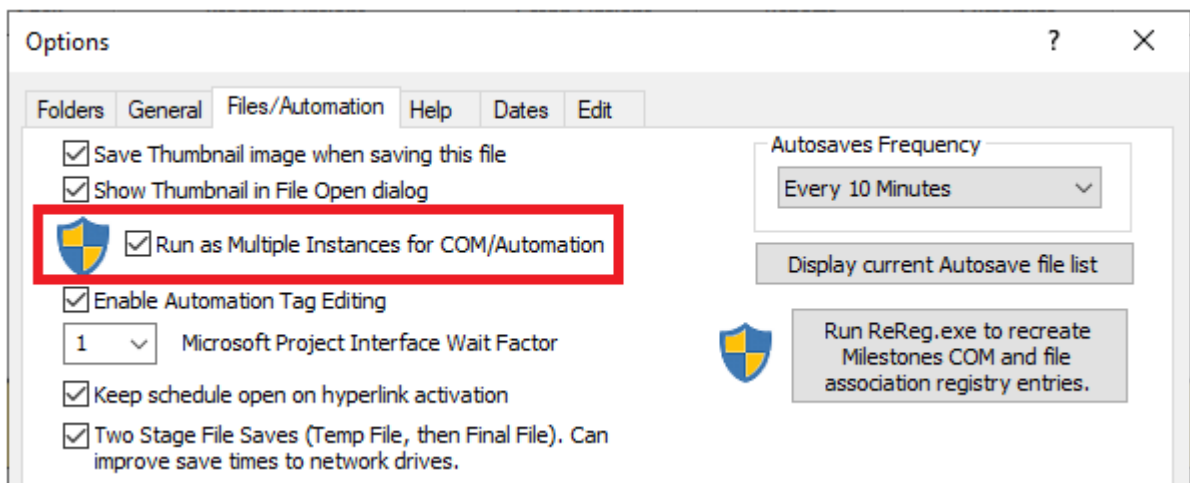 Options
?
Folders
General
Files/Automation
Help
Dates
Edit
Save Thumbnail image when saving this file
Show Thumbnail in File Open dialog
Run as Multiple Instances for COM/Automation
Enable Automation Tag Editing
1
Microsoft Project Interface Wait Factor
Keep schedule open on hyperlink activation
Two Stage File Saves (Temp File, then Final File). Can
improve save times to network drives.
Autosaves Frequency
Every 10 Minutes
Display current Autosave file list
Run ReReg.exe to recreate
Milestones COM and file
association registry entries.